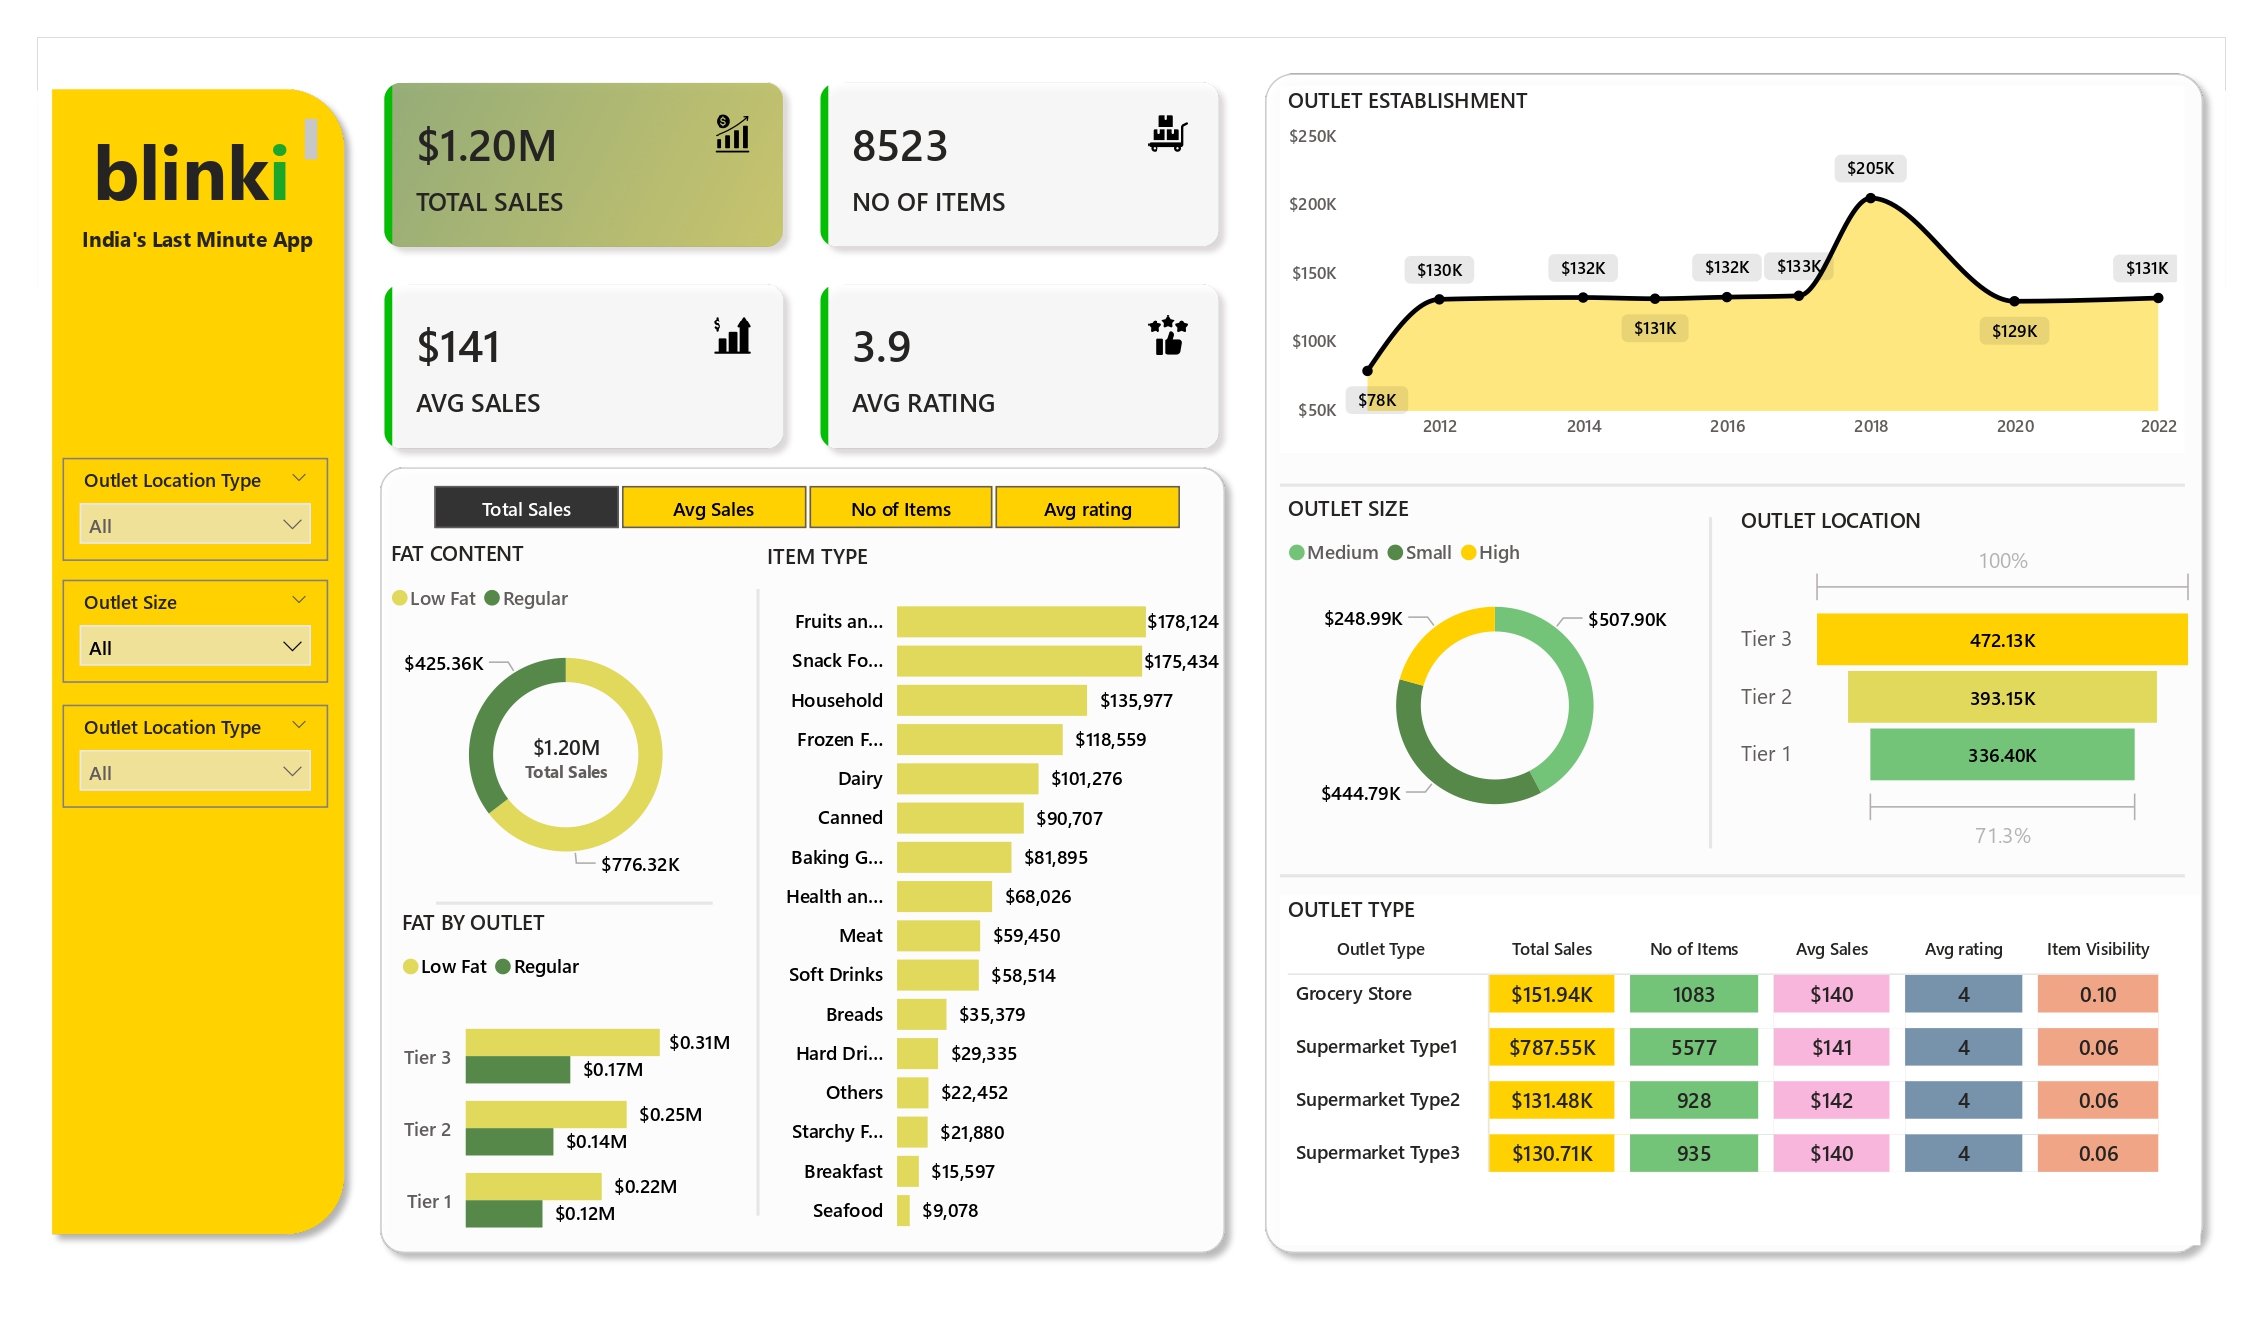 blinki
India's Last Minute App
Outlet Location Type
All
Outlet Size
All
Outlet Location Type
All
$1.20M
TOTAL SALES
8523
NO OF ITEMS
$141
AVG SALES
3.9
AVG RATING
Total Sales Avg Sales No of Items Avg rating
FAT CONTENT
Low Fat Regular
$425.36K
$1.20M
Total Sales
$776.32K
FAT BY OUTLET
Low Fat Regular
Tier 3 $0.31M
$0.17M
Tier 2 $0.25M
$0.14M
Tier 1 $0.22M
$0.12M
ITEM TYPE
Fruits an... $178,124
Snack Fo... $175,434
Household $135,977
Frozen F... $118,559
Dairy $101,276
Canned $90,707
Baking G... $81,895
Health an... $68,026
Meat $59,450
Soft Drinks $58,514
Breads $35,379
Hard Dri... $29,335
Others $22,452
Starchy F... $21,880
Breakfast $15,597
Seafood $9,078
OUTLET ESTABLISHMENT
$250K
$200K
$150K
$100K
$50K
$78K
$130K
$132K
$131K
$132K
$133K
$205K
$129K
$131K
2012 2014 2016 2018 2020 2022
OUTLET SIZE
Medium Small High
$248.99K
$507.90K
$444.79K
OUTLET LOCATION
100%
Tier 3 472.13K
Tier 2 393.15K
Tier 1 336.40K
71.3%
OUTLET TYPE
Outlet Type Total Sales No of Items Avg Sales Avg rating Item Visibility
Grocery Store $151.94K 1083 $140 4 0.10
Supermarket Type1 $787.55K 5577 $141 4 0.06
Supermarket Type2 $131.48K 928 $142 4 0.06
Supermarket Type3 $130.71K 935 $140 4 0.06